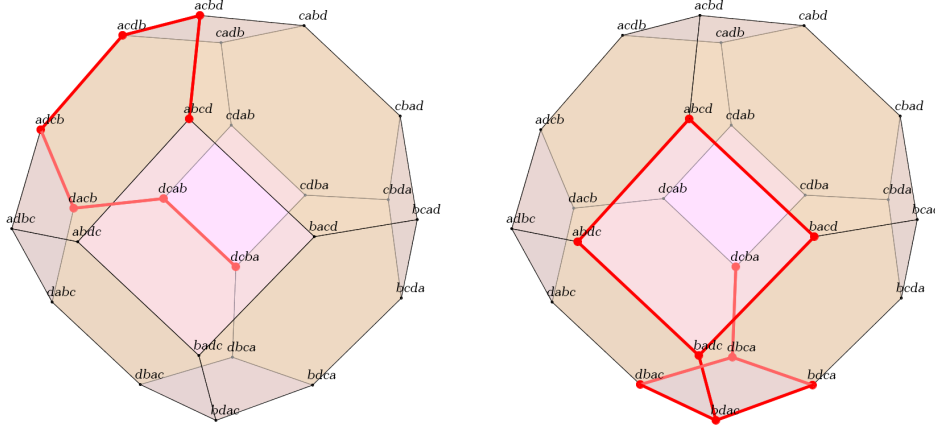 acbd
cabd
acdb
cadb
cbad
abcd
cdab
adcb
dcab
cdba
cbda
dacb
bcad
adbc
abdc
bacd
dcba
dabc
bcda
badc
dbca
dbac
bdca
bdac
acbd
cabd
acdb
cadb
cbad
abcd
cdab
adcb
dcab
cdba
cbda
dacb
bcad
adbc
abdc
bacd
dcba
dabc
bcda
badc
dbca
dbac
bdca
bdac